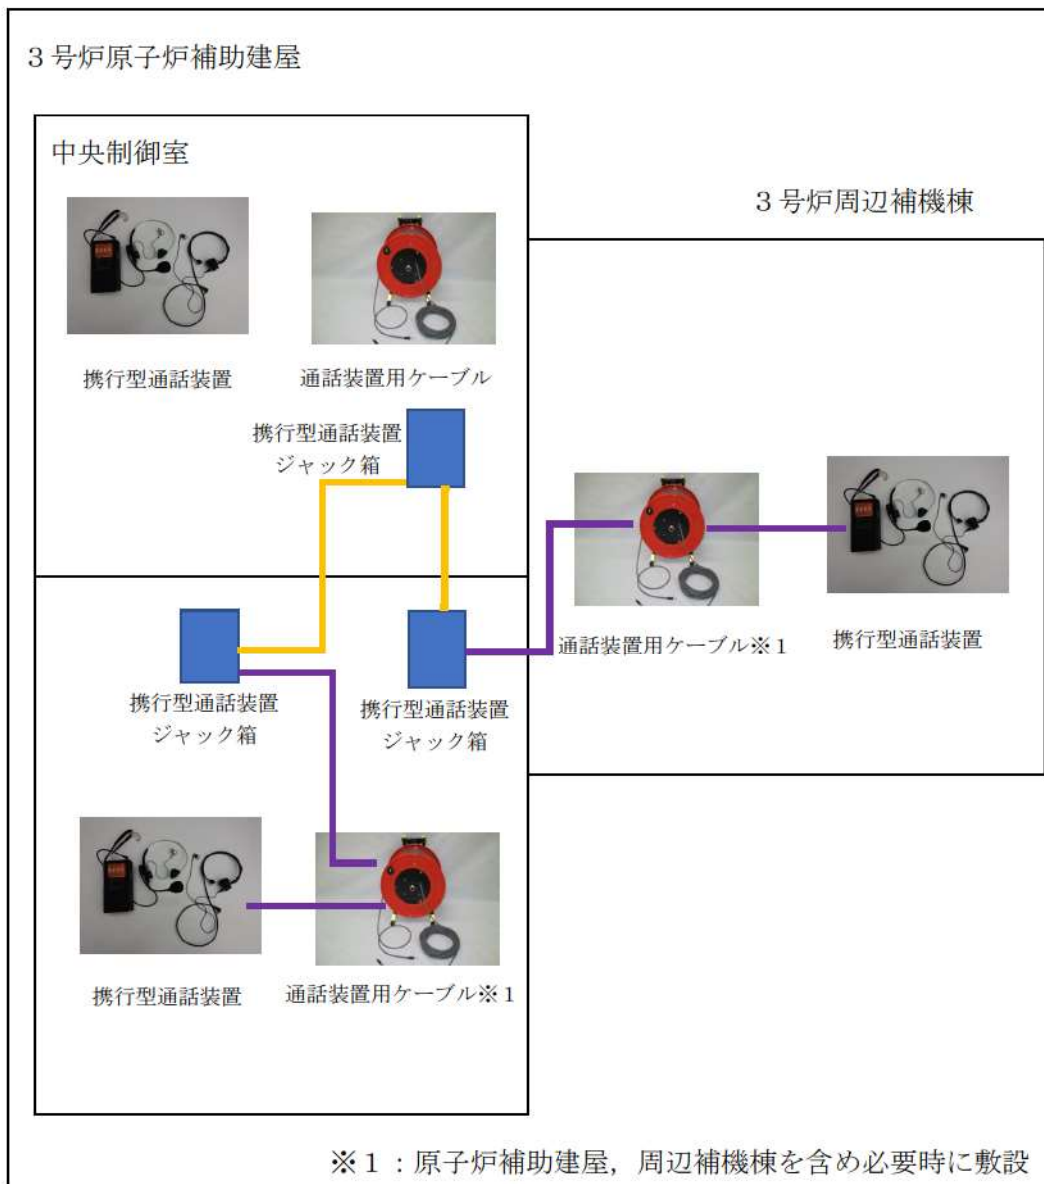 ３号炉原子炉補助建屋
中央制御室
３号炉周辺補機棟
携行型通話装置
通話装置用ケーブル
携行型通話装置
ジャック箱
通話装置用ケーブル※１
携行型通話装置
携行型通話装置
ジャック箱
携行型通話装置
ジャック箱
携行型通話装置
通話装置用ケーブル※１
※１：原子炉補助建屋，周辺補機棟を含め必要時に敷設